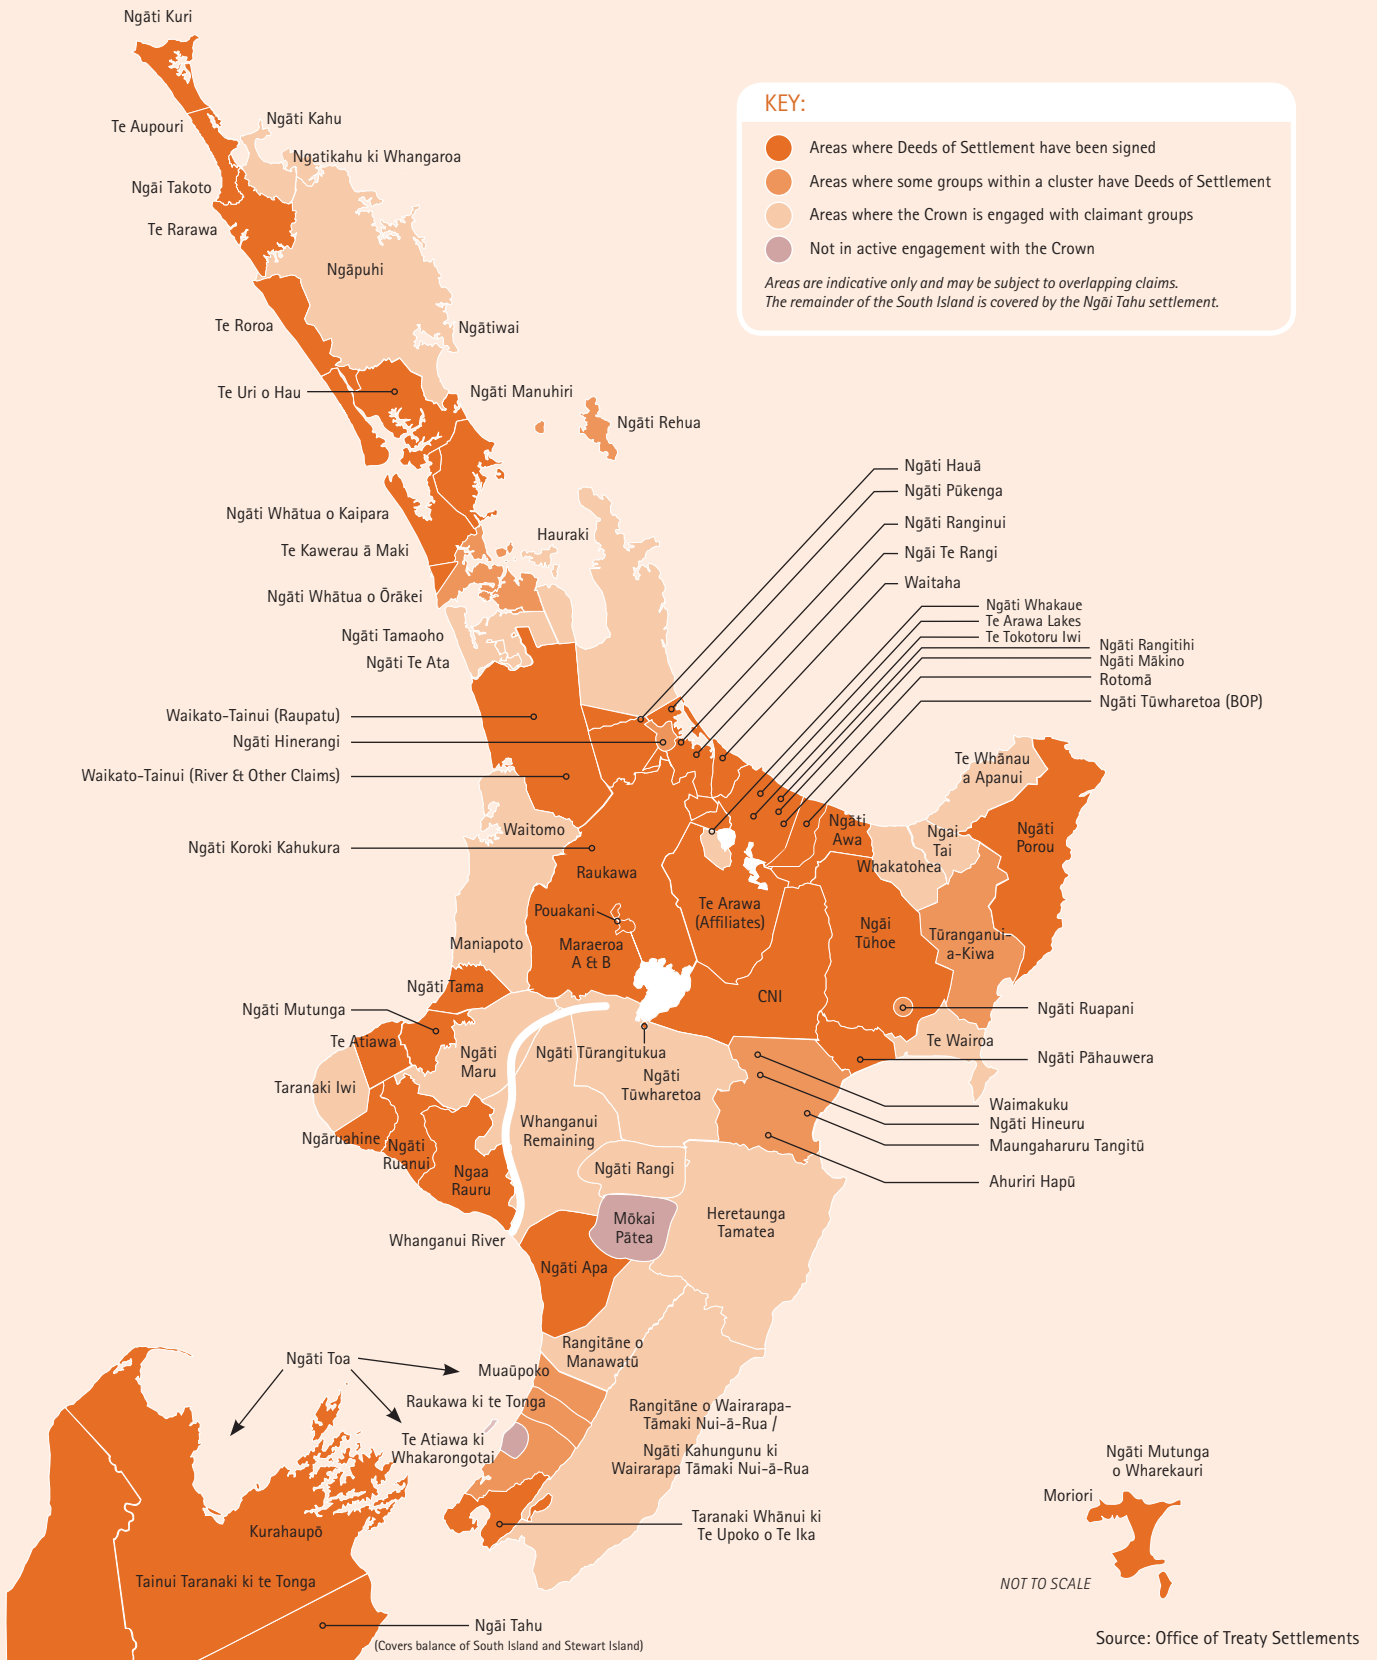 Ngāti Kuri
Te Aupouri
Ngāti Kahu
Ngatikahu ki Whangaroa
Ngāi Takoto
Te Rarawa
Ngāpuhi
Te Roroa
Ngātiwai
Te Uri o Hau
Ngāti Manuhiri
Ngāti Rehua
KEY:
Areas where Deeds of Settlement have been signed
Areas where some groups within a cluster have Deeds of Settlement
Areas where the Crown is engaged with claimant groups
Not in active engagement with the Crown
Areas are indicative only and may be subject to overlapping claims.
The remainder of the South Island is covered by the Ngāi Tahu settlement.
Ngāti Whātua o Kaipara
Hauraki
Te Kawerau ā Maki
Ngāti Whātua o Ōrākei
Ngāti Tamaoho
Ngāti Te Ata
Ngāti Hauā
Ngāti Pūkenga
Ngāti Ranginui
Ngāi Te Rangi
Waitaha
Ngāti Whakaue
Te Arawa Lakes
Te Tokotoru Iwi
Ngāti Rangitihi
Ngāti Mākino
Rotomā
Ngāti Tūwharetoa (BOP)
Waikato-Tainui (Raupatu)
Ngāti Hinerangi
Waikato-Tainui (River & Other Claims)
Waitomo
Ngāti Koroki Kahukura
Raukawa
Pouakani
Maraeroa
A & B
Maniapoto
Te Arawa
(Affiliates)
Ngāti
Awa
Whakatohea
Ngai
Tai
Te Whānau
a Apanui
Ngāti
Porou
Ngāi
Tūhoe
Tūranganui-
a-Kiwa
CNI
Ngāti Ruapani
Te Wairoa
Ngāti Pāhauwera
Ngāti Tama
Ngāti Mutunga
Te Atiawa
Ngāti
Maru
Taranaki Iwi
Ngāti Tūrangitukua
Ngāti
Tūwharetoa
Waimakuku
Ngāti Hineuru
Maungaharuru Tangitū
Ahuriri Hapū
Ngāruahine
Ngāti
Ruanui
Ngaa
Rauru
Whanganui
Remaining
Ngāti Rangi
Mōkai
Pātea
Heretaunga
Tamatea
Whanganui River
Ngāti Apa
Rangitāne o
Manawatū
Ngāti Toa
Muaūpoko
Raukawa ki te Tonga
Te Atiawa ki
Whakarongotai
Rangitāne o Wairarapa-
Tāmaki Nui-ā-Rua /
Ngāti Kahungunu ki
Wairarapa Tāmaki Nui-ā-Rua
Taranaki Whānui ki
Te Upoko o Te Ika
Kurahaupō
Tainui Taranaki ki te Tonga
Ngāi Tahu
(Covers balance of South Island and Stewart Island)
Ngāti Mutunga
o Wharekauri
Moriori
NOT TO SCALE
Source: Office of Treaty Settlements